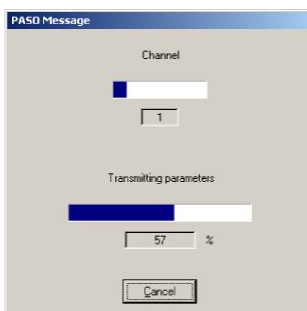 PASO Message
Channel
1
Transmitting parameters
57 %
Cancel